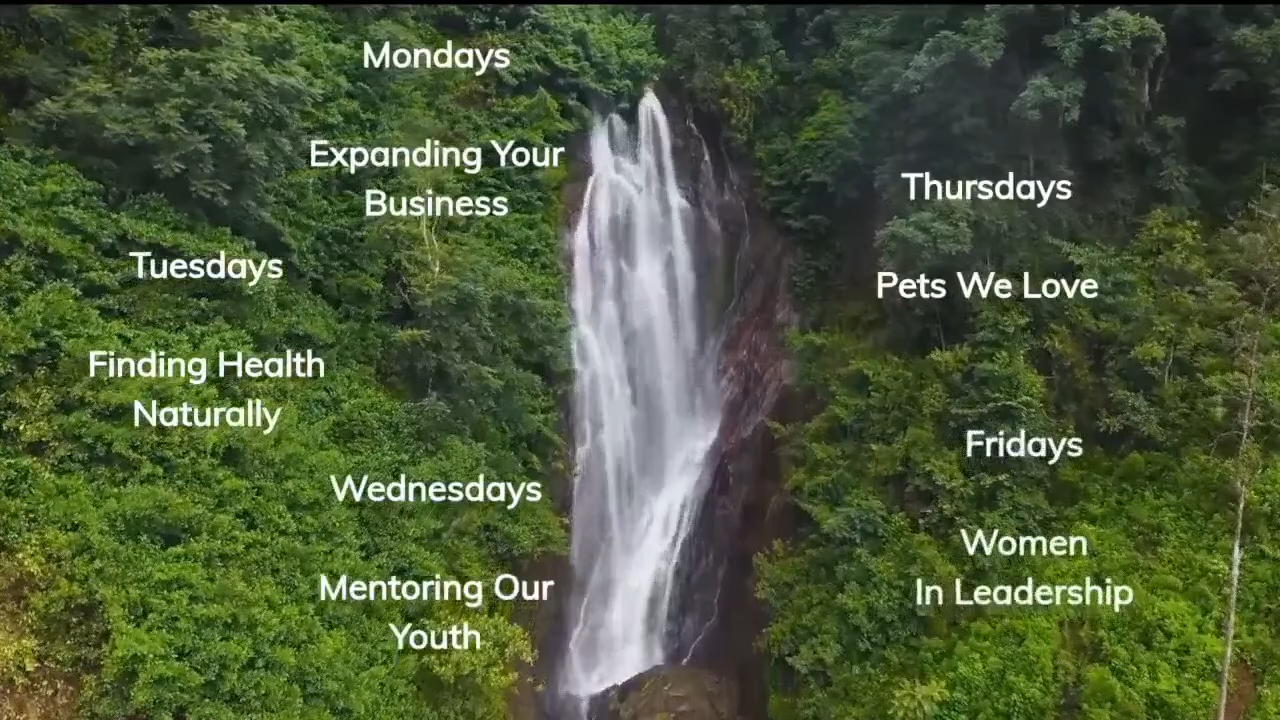 Mondays
Expanding Your
Business
Tuesdays
Finding Health
Naturally
Wednesdays
Mentoring Our
Youth
Thursdays
Pets We Love
Fridays
Women
In Leadership